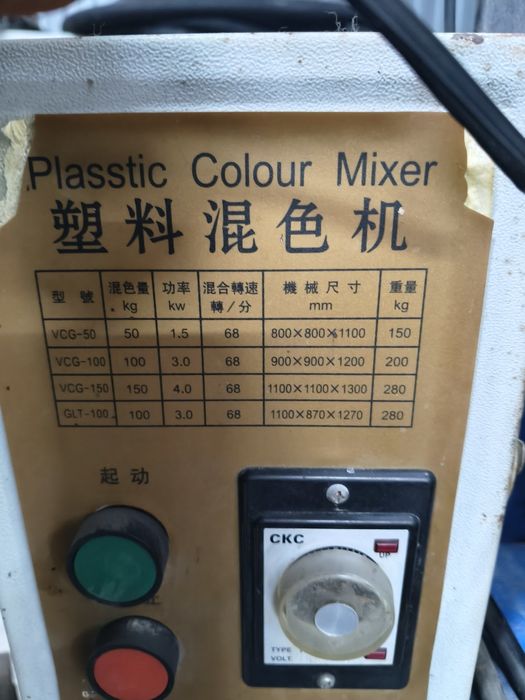 Plasstic Colour Mixer
塑料混色机
型號 混色量 kg 功率 kw 混合轉速 轉/分 機械尺寸 mm 重量 kg
VCG-50 50 1.5 68 800×800×1100 150
VCG-100 100 3.0 68 900×900×1200 200
VCG-150 150 4.0 68 1100×1100×1300 280
GLT-100 100 3.0 68 1100×870×1270 280
起动
CKC
UP
TYPE
VOLT.